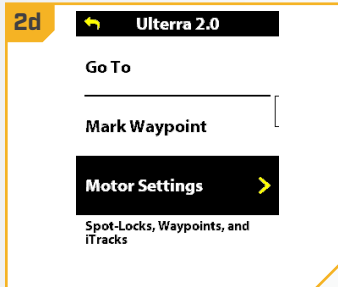 2d
Ulterra 2.0
Go To
Mark Waypoint
Motor Settings
Spot-Locks, Waypoints, and
iTracks